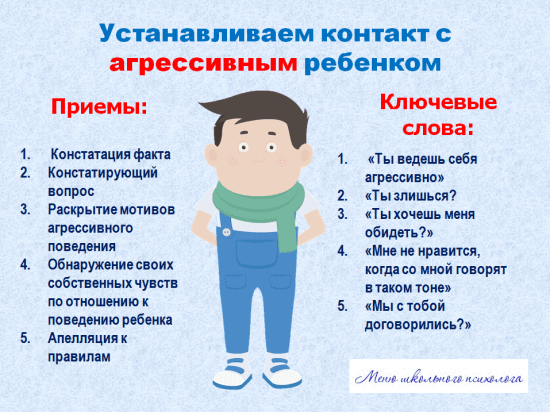 Устанавливаем контакт с
агрессивным ребенком
Приемы:
1. Констатация факта
2. Констатирующий
вопрос
3. Раскрытие мотивов
агрессивного
поведения
4. Обнаружение своих
собственных чувств
по отношению к
поведению ребенка
5. Апелляция к
правилам
Ключевые
слова:
1. «Ты ведешь себя
агрессивно»
2. «Ты злишься?
3. «Ты хочешь меня
обидеть?»
4. «Мне не нравится,
когда со мной говорят
в таком тоне»
5. «Мы с тобой
договорились?»
Меню школьного психолога